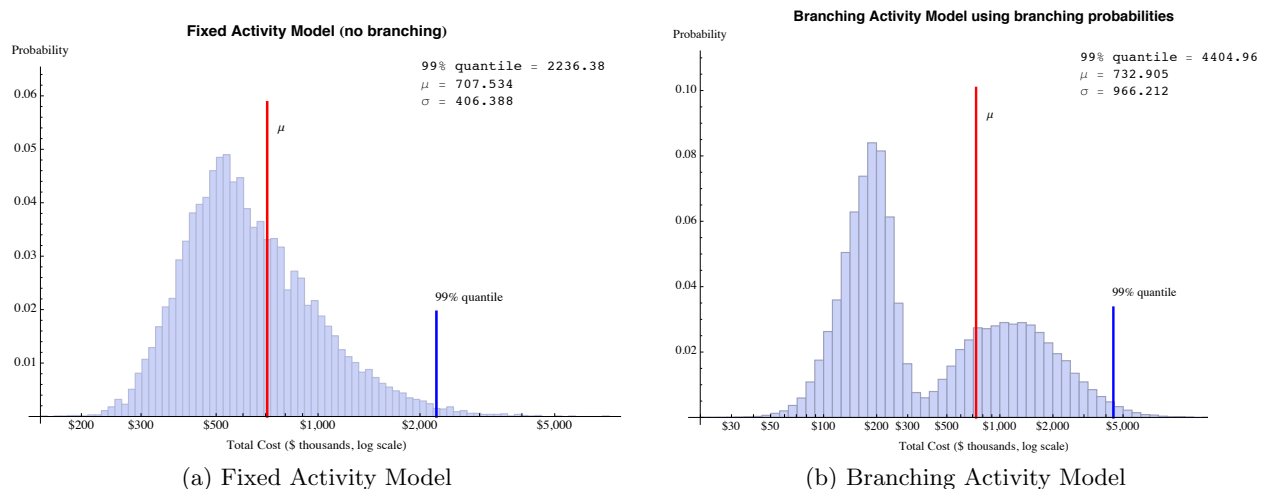 Fixed Activity Model (no branching)
Probability
99% quantile = 2236.38
μ = 707.534
σ = 406.388
0.06
μ
0.05
0.04
0.03
99% quantile
0.02
0.01
$200 $300 $500 $1,000 $2,000 $5,000
Total Cost ($ thousands, log scale)
(a) Fixed Activity Model
Branching Activity Model using branching probabilities
Probability
99% quantile = 4404.96
μ = 732.905
σ = 966.212
0.10
μ
0.08
0.06
0.04
99% quantile
0.02
$30 $50 $100 $200 $300 $500 $1,000 $2,000 $5,000
Total Cost ($ thousands, log scale)
(b) Branching Activity Model